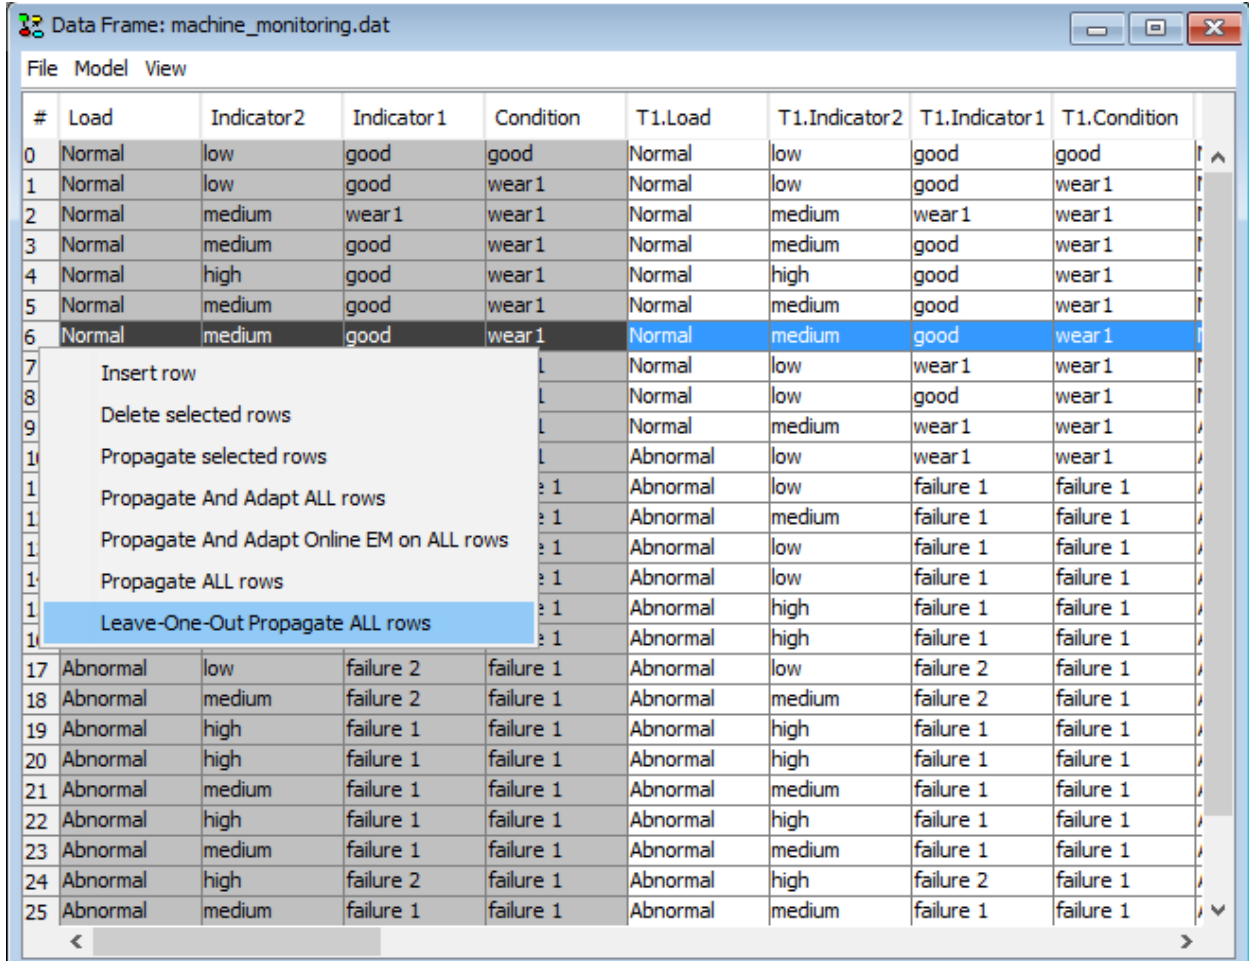 Data Frame: machine_monitoring.dat
File Model View
# Load Indicator2 Indicator1 Condition T1.Load T1.Indicator2 T1.Indicator1 T1.Condition
0 Normal low good good Normal low good good
1 Normal low good wear1 Normal low good wear1
2 Normal medium wear1 wear1 Normal medium wear1 wear1
3 Normal medium good wear1 Normal medium good wear1
4 Normal high good wear1 Normal high good wear1
5 Normal medium good wear1 Normal medium good wear1
6 Normal medium good wear1 Normal medium good wear1
7 Normal low wear1 wear1
Insert row
8 Normal low good wear1
Delete selected rows
9 Normal medium wear1 wear1
Propagate selected rows
Abnormal low wear1 wear1
Propagate And Adapt ALL rows
1 Abnormal low failure 1 failure 1
1 Abnormal medium failure 1 failure 1
Propagate And Adapt Online EM on ALL rows
1 Abnormal low failure 1 failure 1
Propagate ALL rows
1 Abnormal low failure 1 failure 1
Leave-One-Out Propagate ALL rows
1 Abnormal high failure 1 failure 1
1 Abnormal high failure 1 failure 1
17 Abnormal low failure 2 failure 1 Abnormal low failure 2 failure 1
18 Abnormal medium failure 2 failure 1 Abnormal medium failure 2 failure 1
19 Abnormal high failure 1 failure 1 Abnormal high failure 1 failure 1
20 Abnormal high failure 1 failure 1 Abnormal high failure 1 failure 1
21 Abnormal medium failure 1 failure 1 Abnormal medium failure 1 failure 1
22 Abnormal high failure 1 failure 1 Abnormal high failure 1 failure 1
23 Abnormal medium failure 1 failure 1 Abnormal medium failure 1 failure 1
24 Abnormal high failure 2 failure 1 Abnormal high failure 2 failure 1
25 Abnormal medium failure 1 failure 1 Abnormal medium failure 1 failure 1